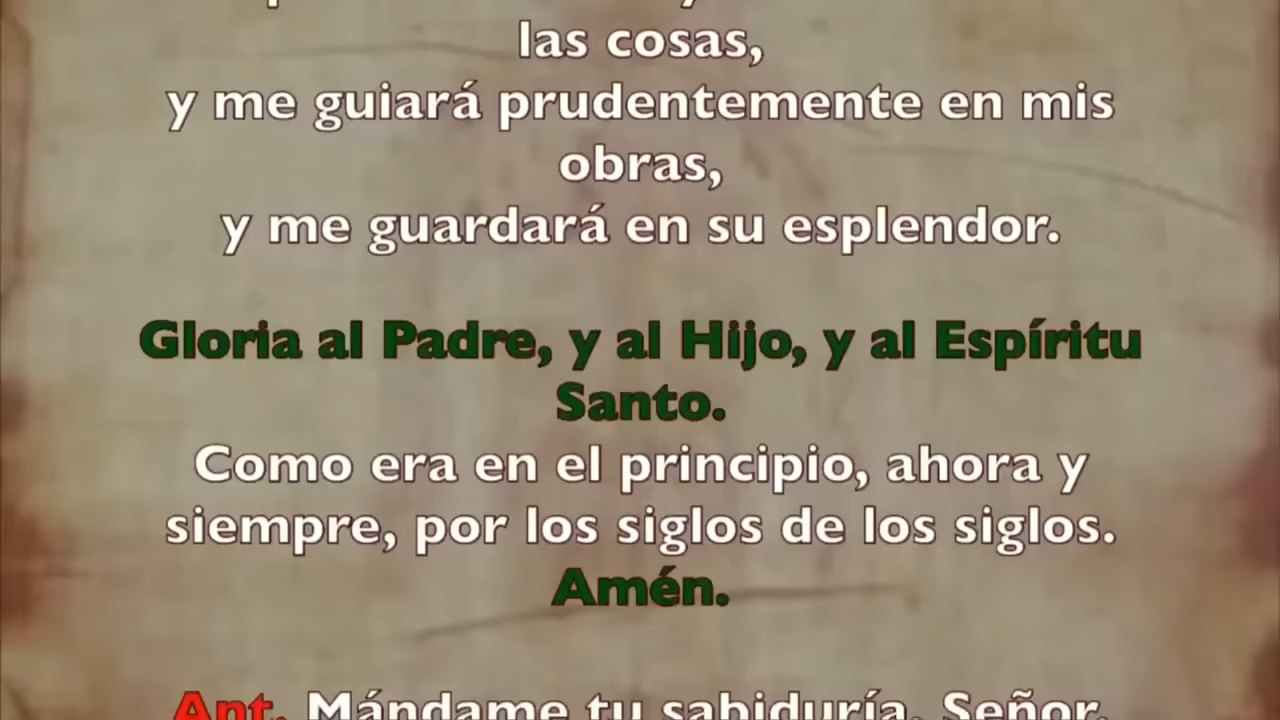 las cosas,
y me guiará prudentemente en mis
obras,
y me guardará en su esplendor.
Gloria al Padre, y al Hijo, y al Espíritu
Santo.
Como era en el principio, ahora y
siempre, por los siglos de los siglos.
Amén.
Ant. Mándame tu sabiduría, Señor,